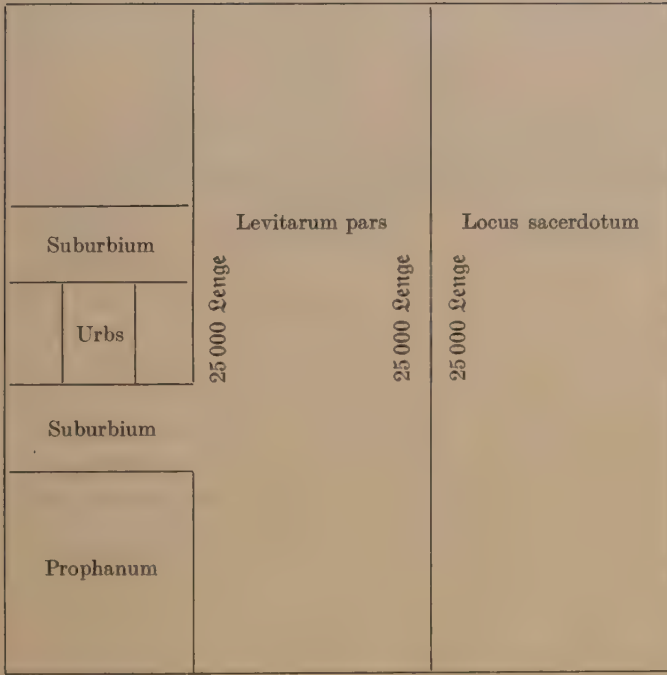 Levitarum pars
Locus sacerdotum
Suburbium
25 000 Lenge
25 000 Lenge
25 000 Lenge
Urbs
Suburbium
Prophanum